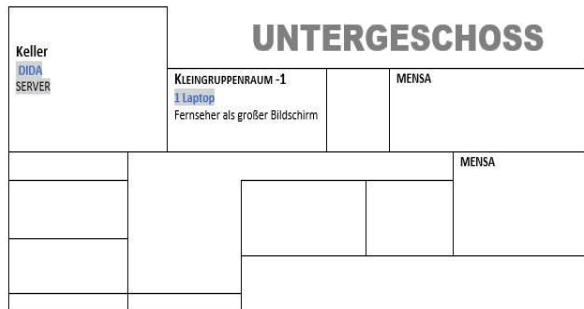 UNTERGESCHOSS
Keller
DIDA
SERVER
KLEINGRUPPENRAUM -1
1 Laptop
Fernseher als großer Bildschirm
MENSA
MENSA